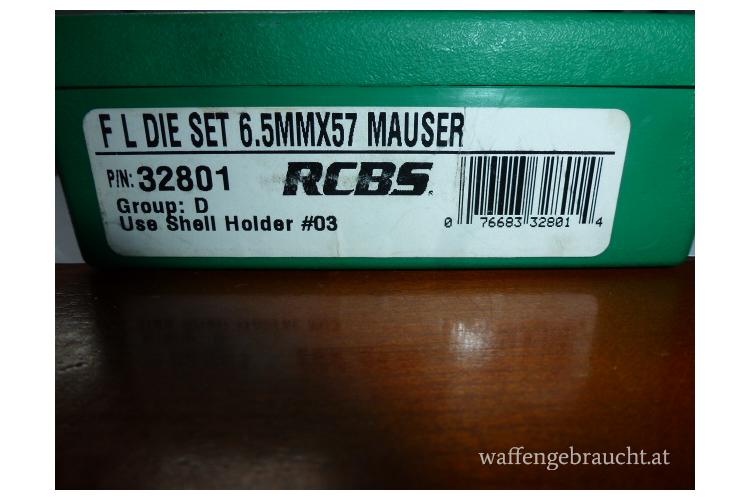 F L DIE SET 6.5MMX57 MAUSER
P/N: 32801 RCBS
Group: D
Use Shell Holder #03
0 76683 32801 4
waffengebraucht.at